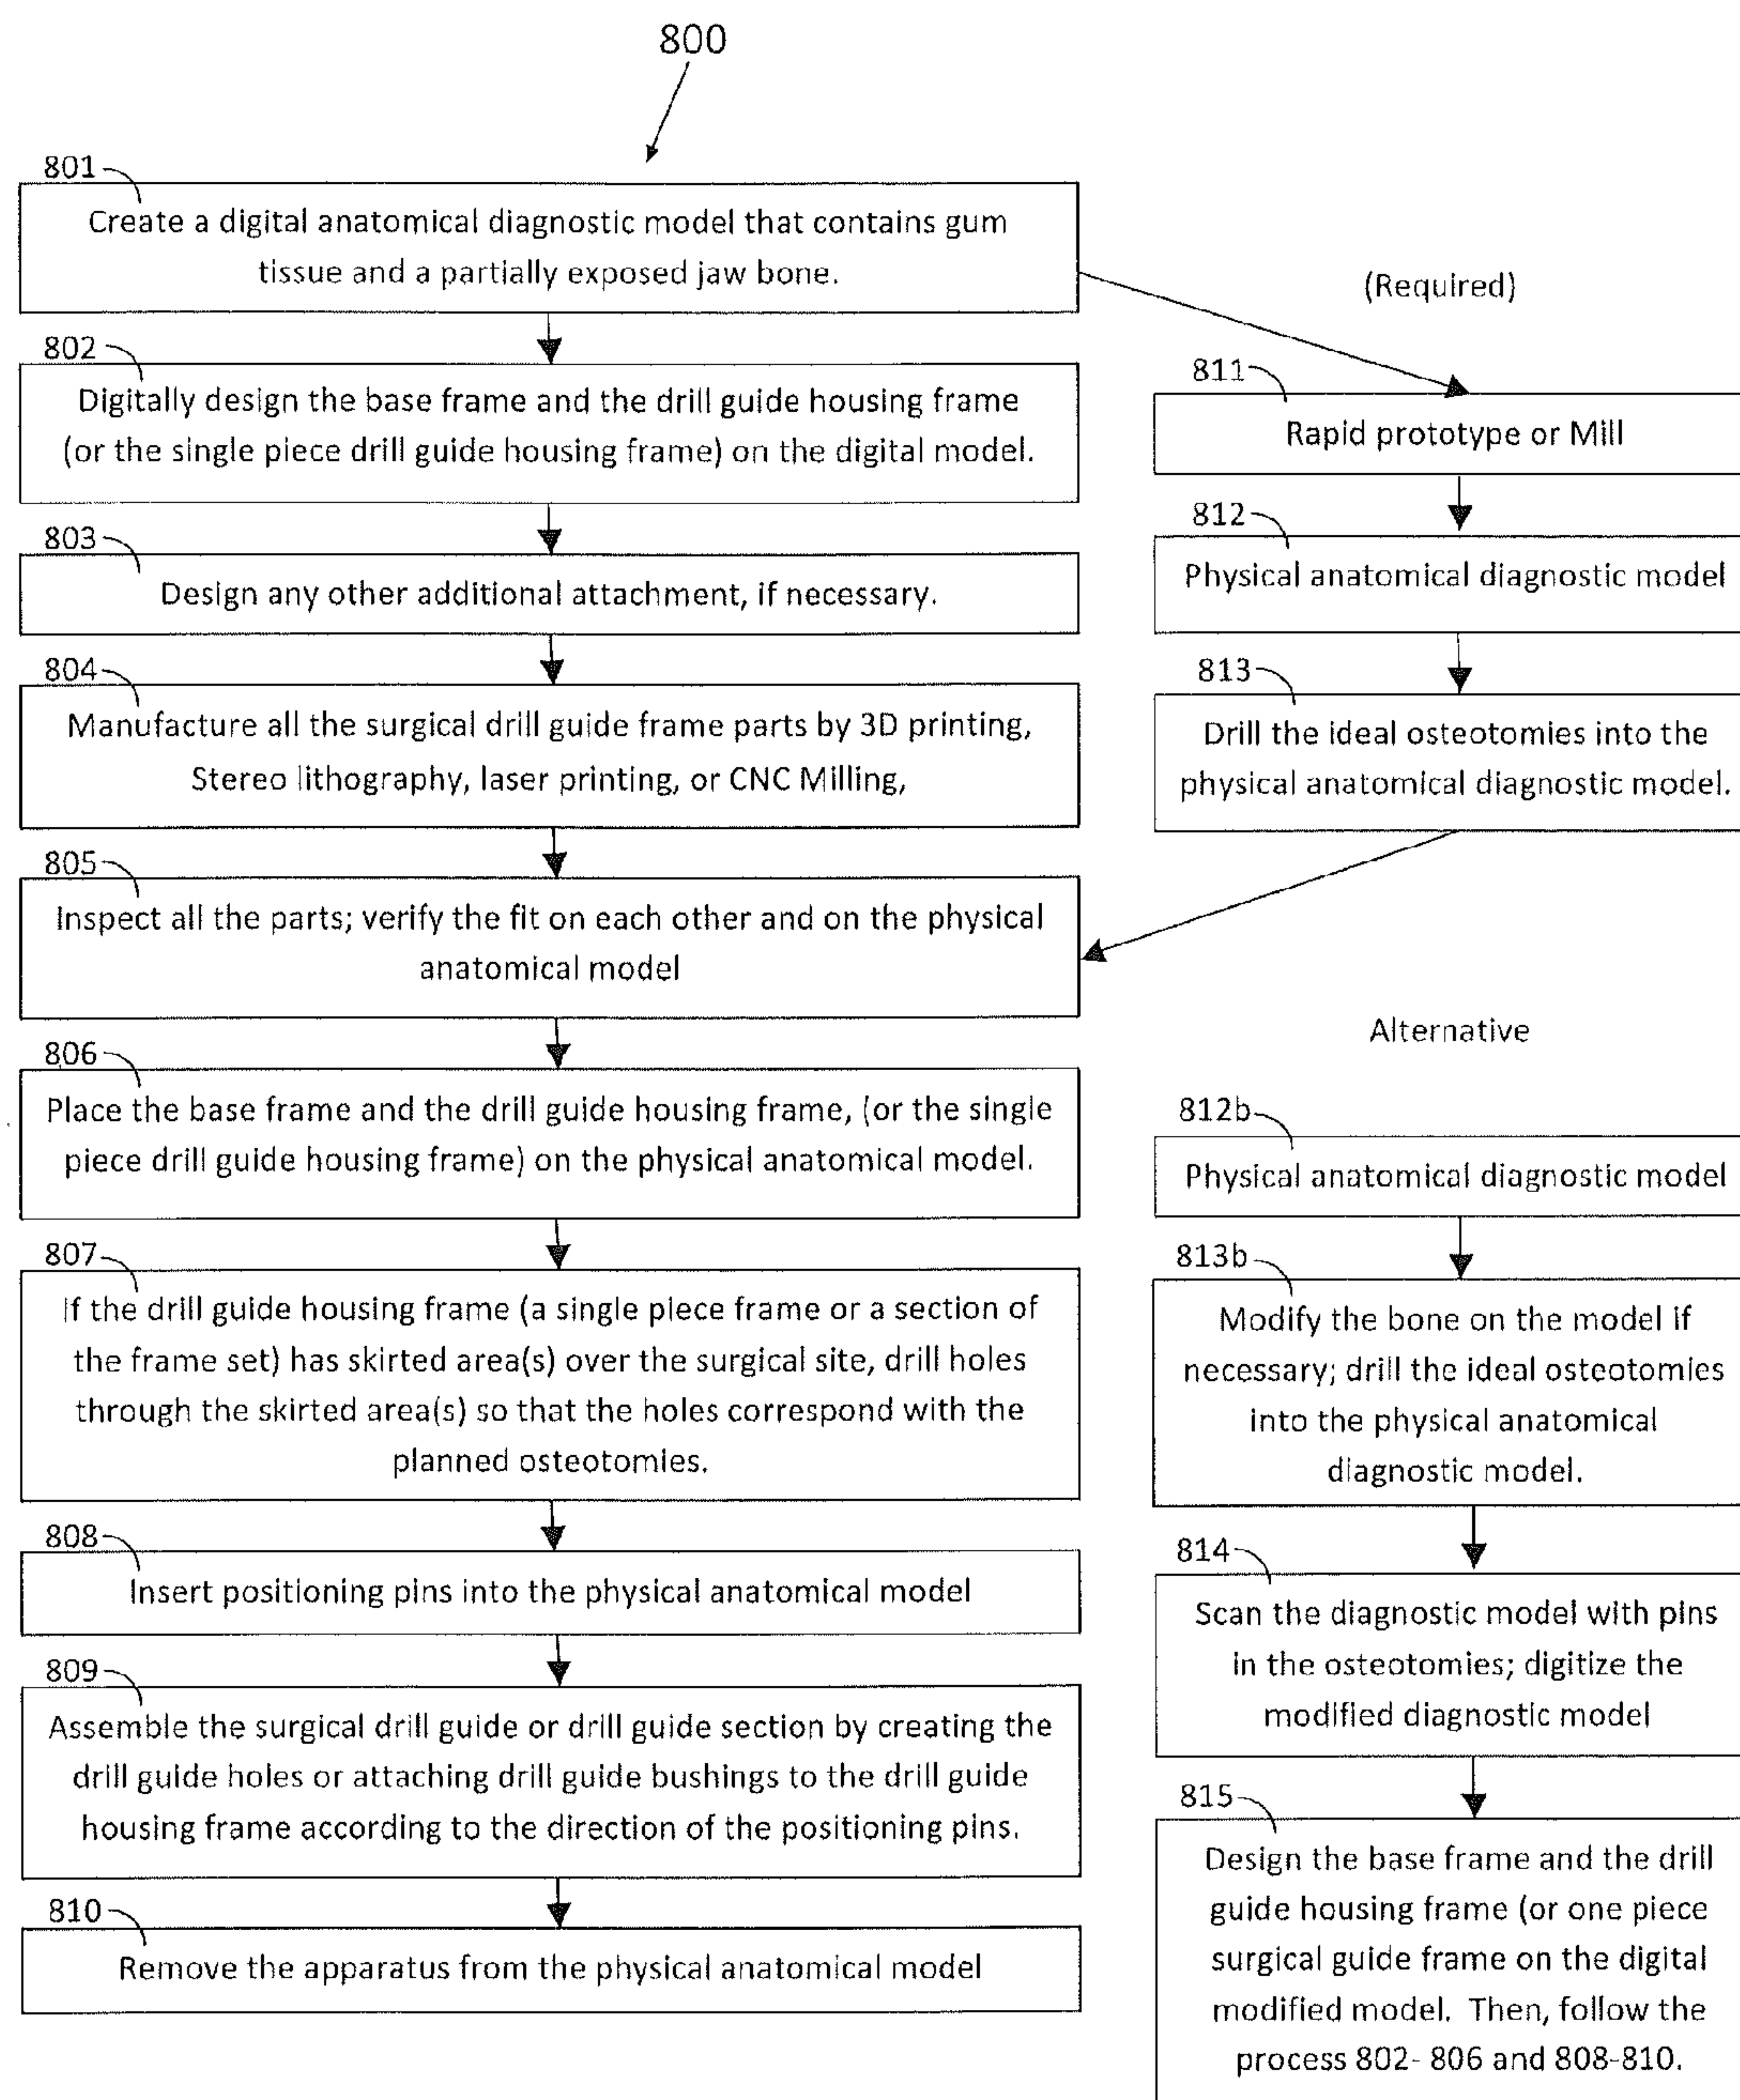 800
801
Create a digital anatomical diagnostic model that contains gum
tissue and a partially exposed jaw bone.
802
Digitally design the base frame and the drill guide housing frame
(or the single piece drill guide housing frame) on the digital model.
803
Design any other additional attachment, if necessary.
804
Manufacture all the surgical drill guide frame parts by 3D printing,
Stereo lithography, laser printing, or CNC Milling,
805
Inspect all the parts; verify the fit on each other and on the physical
anatomical model
806
Place the base frame and the drill guide housing frame, (or the single
piece drill guide housing frame) on the physical anatomical model.
807
If the drill guide housing frame (a single piece frame or a section of
the frame set) has skirted area(s) over the surgical site, drill holes
through the skirted area(s) so that the holes correspond with the
planned osteotomies.
808
Insert positioning pins into the physical anatomical model
809
Assemble the surgical drill guide or drill guide section by creating the
drill guide holes or attaching drill guide bushings to the drill guide
housing frame according to the direction of the positioning pins.
810
Remove the apparatus from the physical anatomical model
(Required)
811
Rapid prototype or Mill
812
Physical anatomical diagnostic model
813
Drill the ideal osteotomies into the
physical anatomical diagnostic model.
Alternative
812b
Physical anatomical diagnostic model
813b
Modify the bone on the model if
necessary; drill the ideal osteotomies
into the physical anatomical
diagnostic model.
814
Scan the diagnostic model with pins
in the osteotomies; digitize the
modified diagnostic model
815
Design the base frame and the drill
guide housing frame (or one piece
surgical guide frame on the digital
modified model. Then, follow the
process 802- 806 and 808-810.